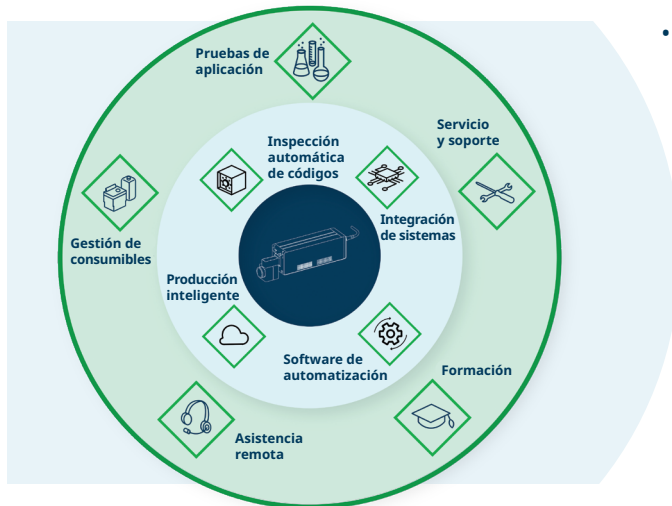 Pruebas de
aplicación
Servicio
y soporte
Inspección
automática
de códigos
Integración
de sistemas
Gestión de
consumibles
Producción
inteligente
Software de
automatización
Formación
Asistencia
remota